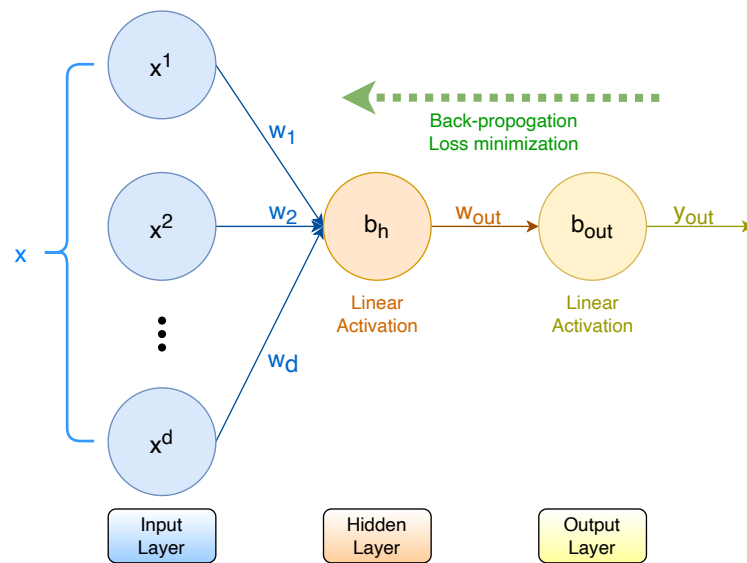 x¹
Back-propogation
Loss minimization
w₁
x
x²
w₂
b_h
w_out
b_out
y_out
Linear
Activation
Linear
Activation
w_d
x^d
Input
Layer
Hidden
Layer
Output
Layer